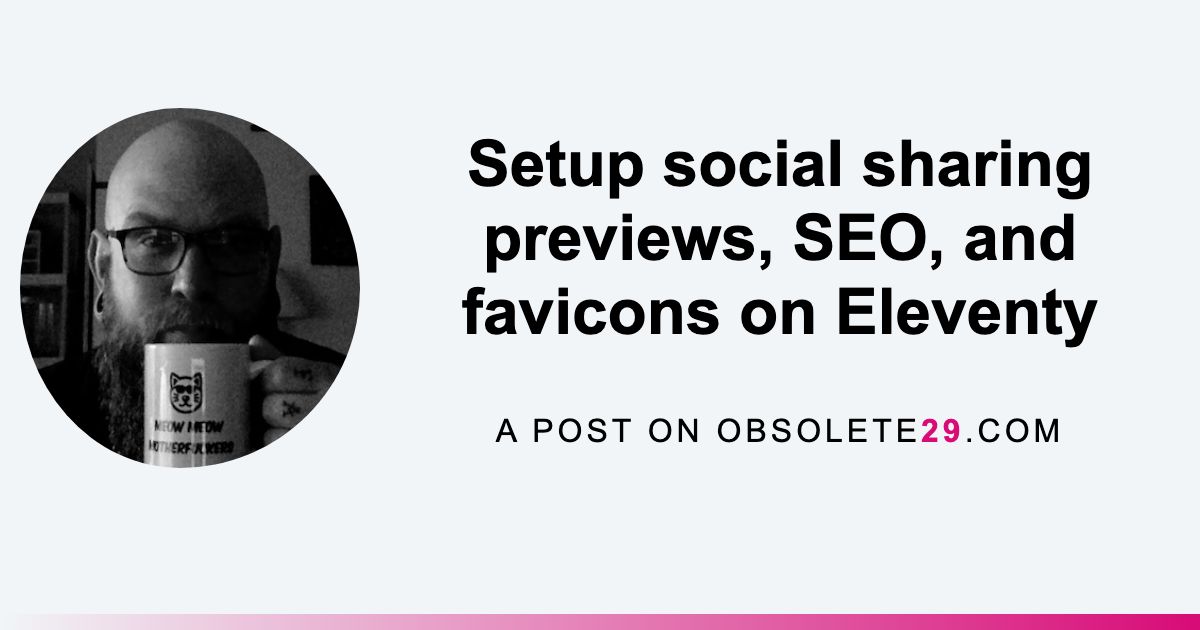 Setup social sharing
previews, SEO, and
favicons on Eleventy
A POST ON OBSOLETE29.COM
MEOW MEOW